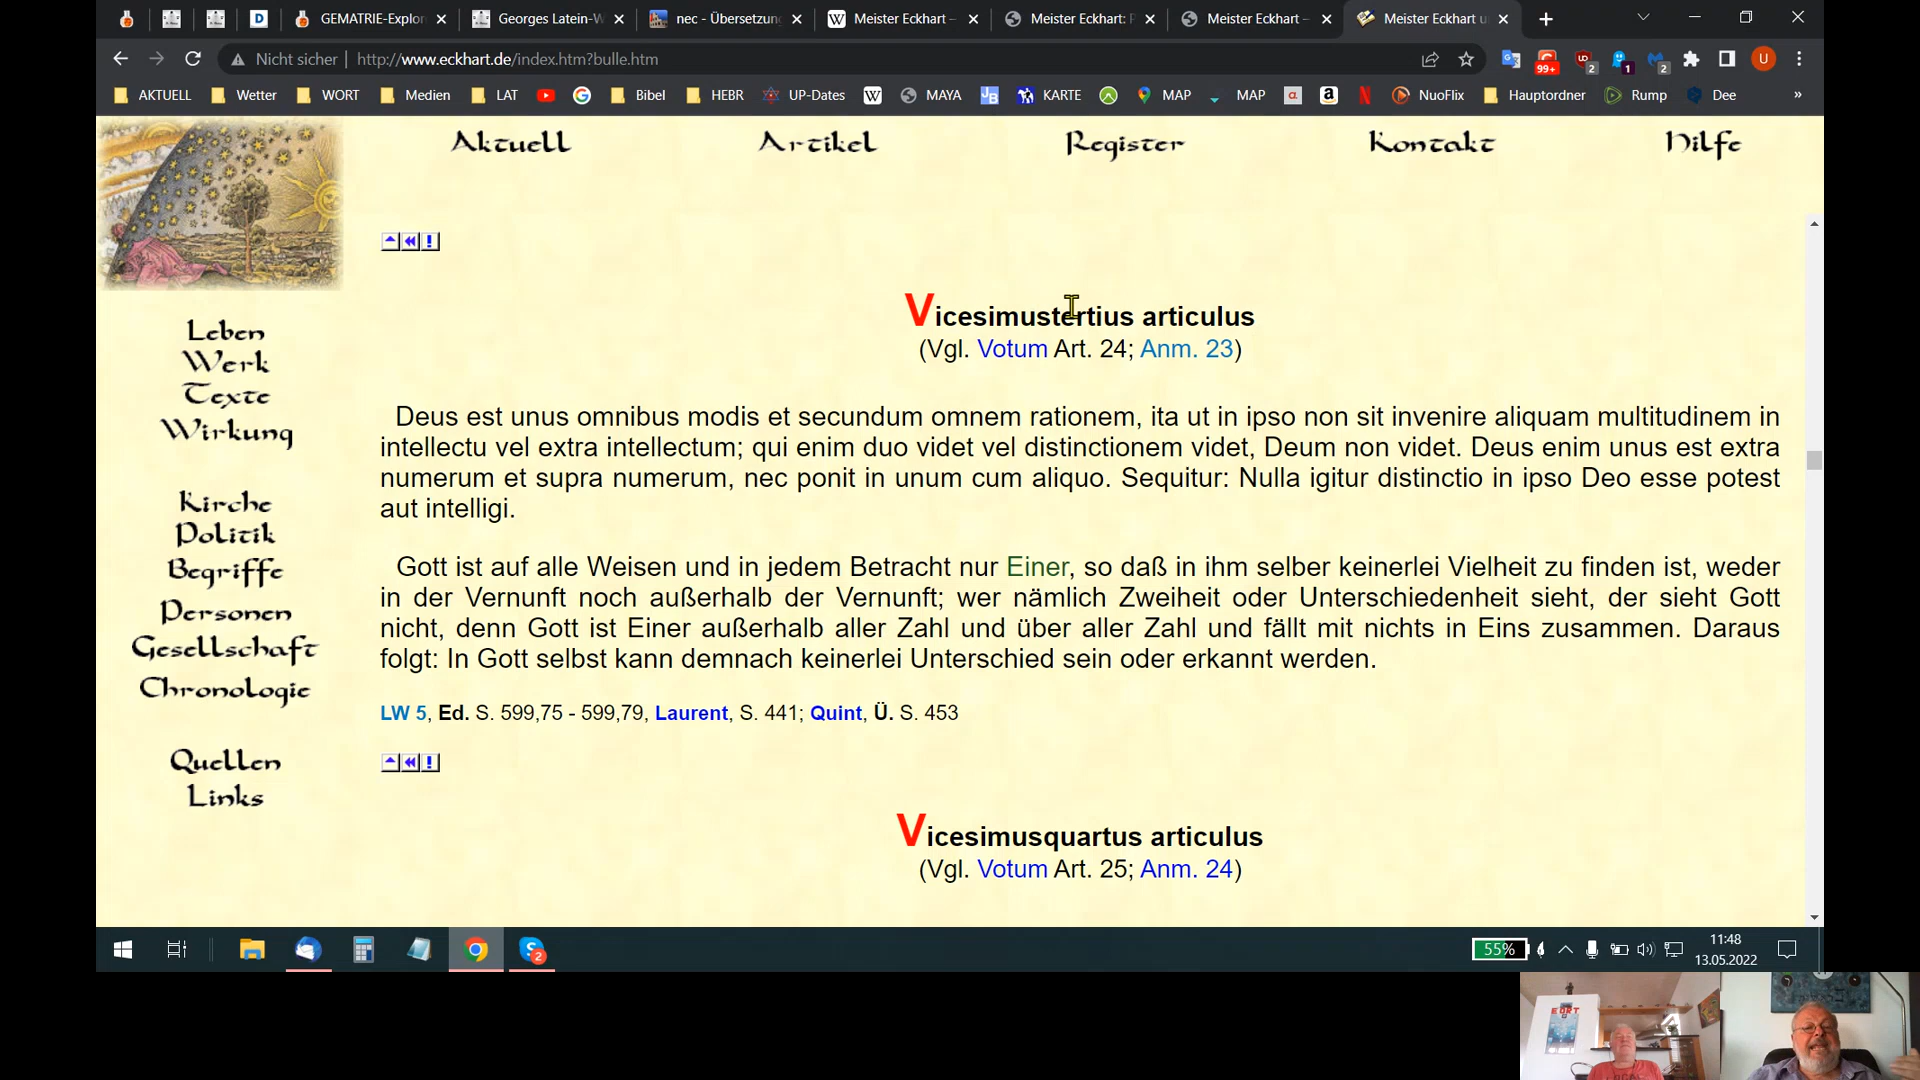 GEMATRIE-Explor
Georges Latein-W
nec - Übersetzung
Meister Eckhart –
Meister Eckhart: P
Meister Eckhart –
Meister Eckhart u
Nicht sicher | http://www.eckhart.de/index.htm?bulle.htm
99+
2
1
2
U
AKTUELL
Wetter
WORT
Medien
LAT
Bibel
HEBR
UP-Dates
MAYA
KARTE
MAP
MAP
NuoFlix
Hauptordner
Rump
Dee
»
Aktuell
Artikel
Register
Kontakt
Hilfe
Leben
Werk
Texte
Wirkung
Kirche
Politik
Begriffe
Personen
Gesellschaft
Chronologie
Quellen
Links
Vicesimustertius articulus
(Vgl. Votum Art. 24; Anm. 23)
Deus est unus omnibus modis et secundum omnem rationem, ita ut in ipso non sit invenire aliquam multitudinem in
intellectu vel extra intellectum; qui enim duo videt vel distinctionem videt, Deum non videt. Deus enim unus est extra
numerum et supra numerum, nec ponit in unum cum aliquo. Sequitur: Nulla igitur distinctio in ipso Deo esse potest
aut intelligi.
Gott ist auf alle Weisen und in jedem Betracht nur Einer, so daß in ihm selber keinerlei Vielheit zu finden ist, weder
in der Vernunft noch außerhalb der Vernunft; wer nämlich Zweiheit oder Unterschiedenheit sieht, der sieht Gott
nicht, denn Gott ist Einer außerhalb aller Zahl und über aller Zahl und fällt mit nichts in Eins zusammen. Daraus
folgt: In Gott selbst kann demnach keinerlei Unterschied sein oder erkannt werden.
LW 5, Ed. S. 599,75 - 599,79, Laurent, S. 441; Quint, Ü. S. 453
Vicesimusquartus articulus
(Vgl. Votum Art. 25; Anm. 24)
2
55%
11:48
13.05.2022